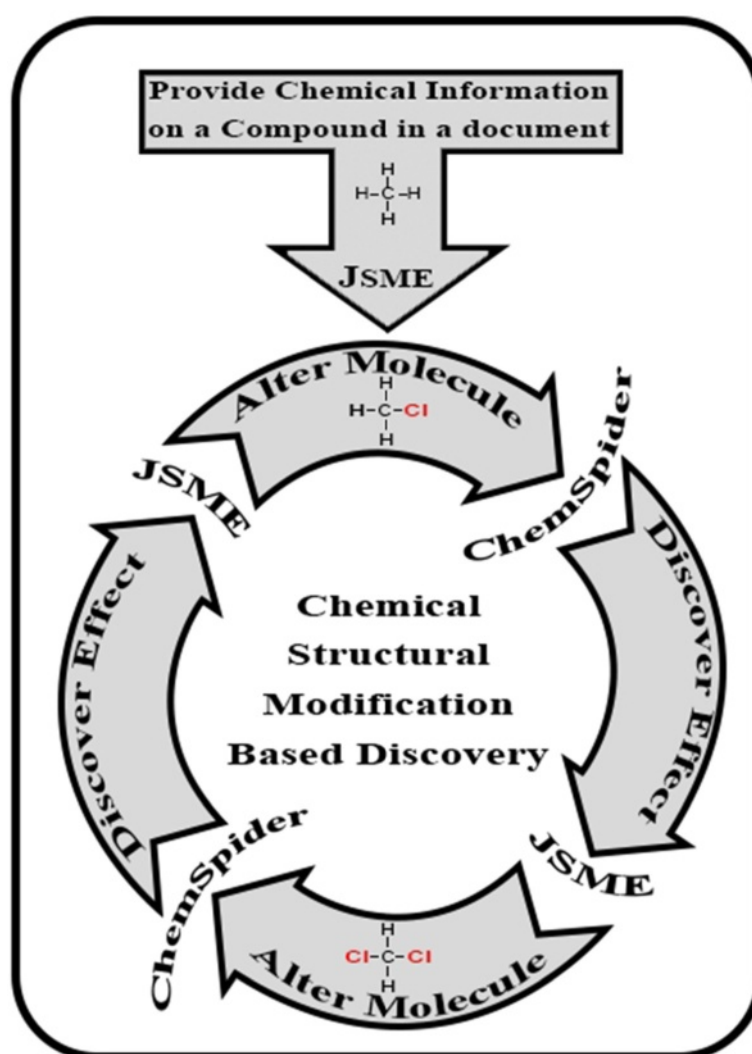 Provide Chemical Information
on a Compound in a document
H
H-C-H
H
JSME
Alter Molecule
H
H-C-Cl
H
ChemSpider
Discover Effect
JSME
Alter Molecule
H
Cl-C-Cl
H
ChemSpider
Discover Effect
JSME
Chemical
Structural
Modification
Based Discovery